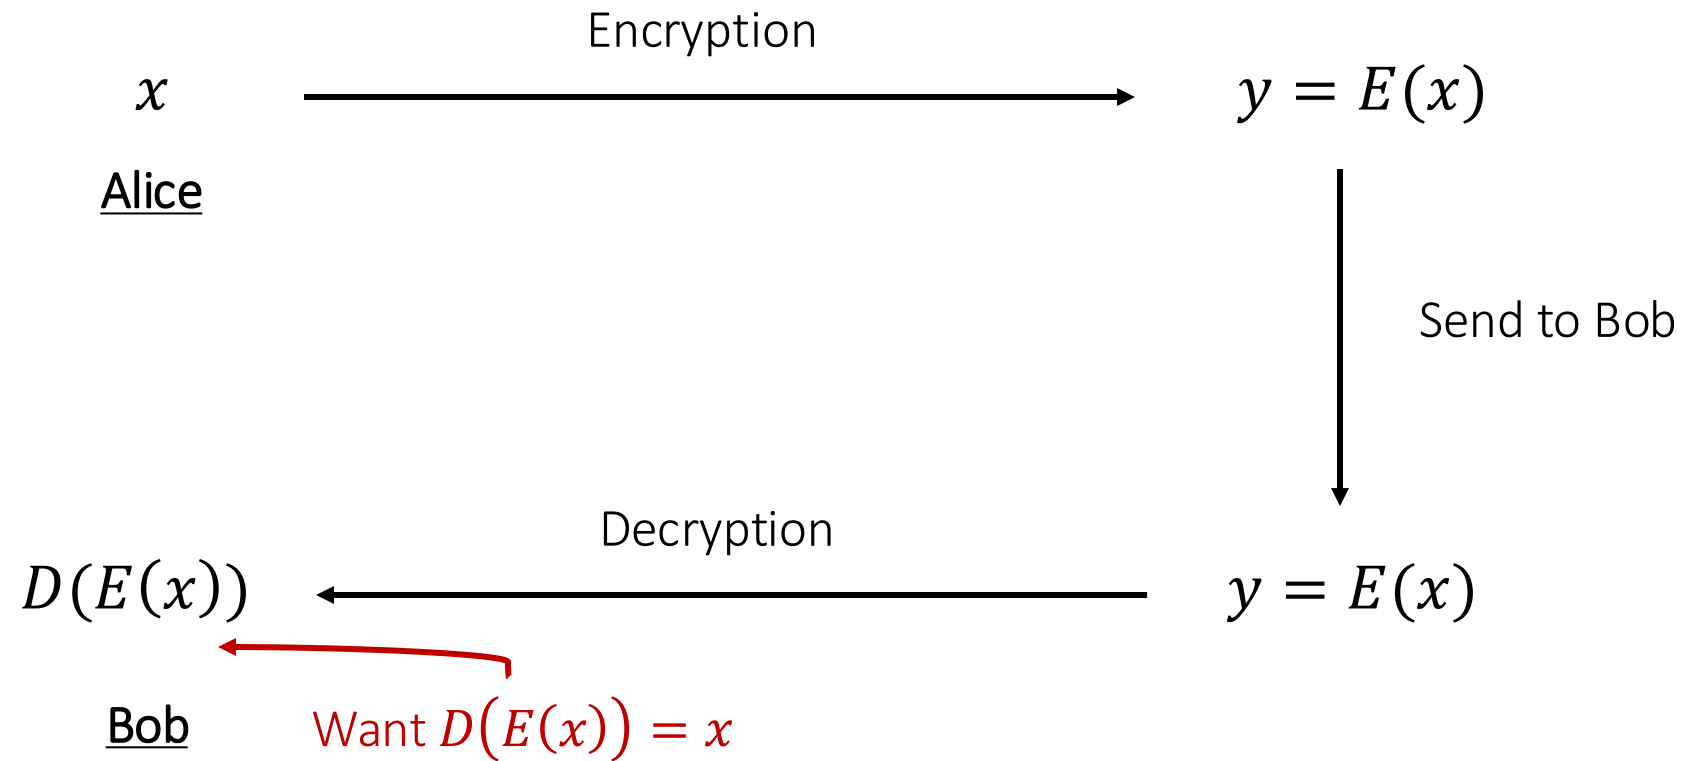 Encryption
x
y = E(x)
Alice
Send to Bob
Decryption
D(E(x))
y = E(x)
Bob
Want D(E(x)) = x